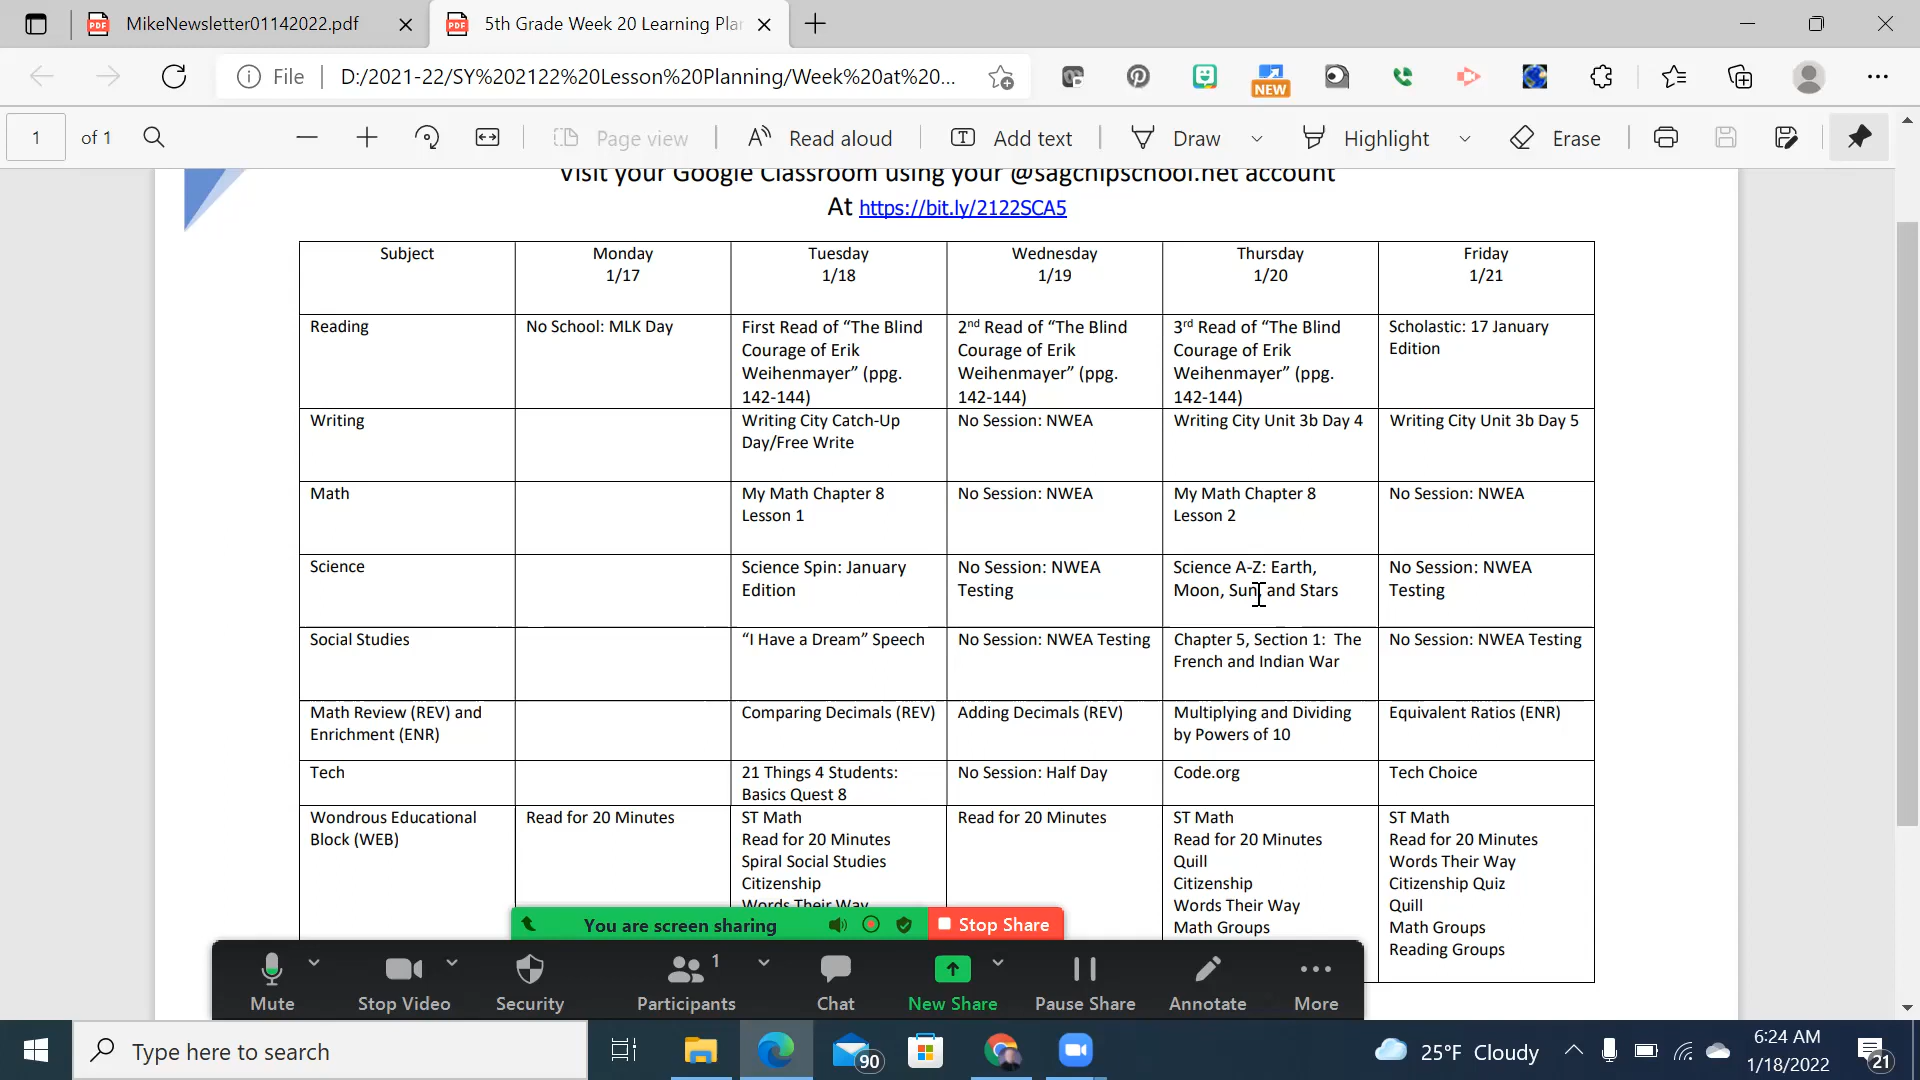 MikeNewsletter01142022.pdf
5th Grade Week 20 Learning Pla
File
D:/2021-22/SY%202122%20Lesson%20Planning/Week%20at%20...
NEW
1 of 1
Page view
Read aloud
Add text
Draw
Highlight
Erase
Visit your Google Classroom using your @sagchipschool.net account
At https://bit.ly/2122SCA5
Subject
Monday
1/17
Tuesday
1/18
Wednesday
1/19
Thursday
1/20
Friday
1/21
Reading
No School: MLK Day
First Read of “The Blind
Courage of Erik
Weihenmayer” (ppg.
142-144)
2nd Read of “The Blind
Courage of Erik
Weihenmayer” (ppg.
142-144)
3rd Read of “The Blind
Courage of Erik
Weihenmayer” (ppg.
142-144)
Scholastic: 17 January
Edition
Writing
Writing City Catch-Up
Day/Free Write
No Session: NWEA
Writing City Unit 3b Day 4
Writing City Unit 3b Day 5
Math
My Math Chapter 8
Lesson 1
No Session: NWEA
My Math Chapter 8
Lesson 2
No Session: NWEA
Science
Science Spin: January
Edition
No Session: NWEA
Testing
Science A-Z: Earth,
Moon, Sun, and Stars
No Session: NWEA
Testing
Social Studies
“I Have a Dream” Speech
No Session: NWEA Testing
Chapter 5, Section 1: The
French and Indian War
No Session: NWEA Testing
Math Review (REV) and
Enrichment (ENR)
Comparing Decimals (REV)
Adding Decimals (REV)
Multiplying and Dividing
by Powers of 10
Equivalent Ratios (ENR)
Tech
21 Things 4 Students:
Basics Quest 8
No Session: Half Day
Code.org
Tech Choice
Wondrous Educational
Block (WEB)
Read for 20 Minutes
ST Math
Read for 20 Minutes
Spiral Social Studies
Citizenship
Words Their Way
Read for 20 Minutes
ST Math
Read for 20 Minutes
Quill
Citizenship
Words Their Way
Math Groups
ST Math
Read for 20 Minutes
Words Their Way
Citizenship Quiz
Quill
Math Groups
Reading Groups
You are screen sharing
Stop Share
Mute
Stop Video
Security
Participants
1
Chat
New Share
Pause Share
Annotate
More
Type here to search
90
25°F Cloudy
6:24 AM
1/18/2022
21